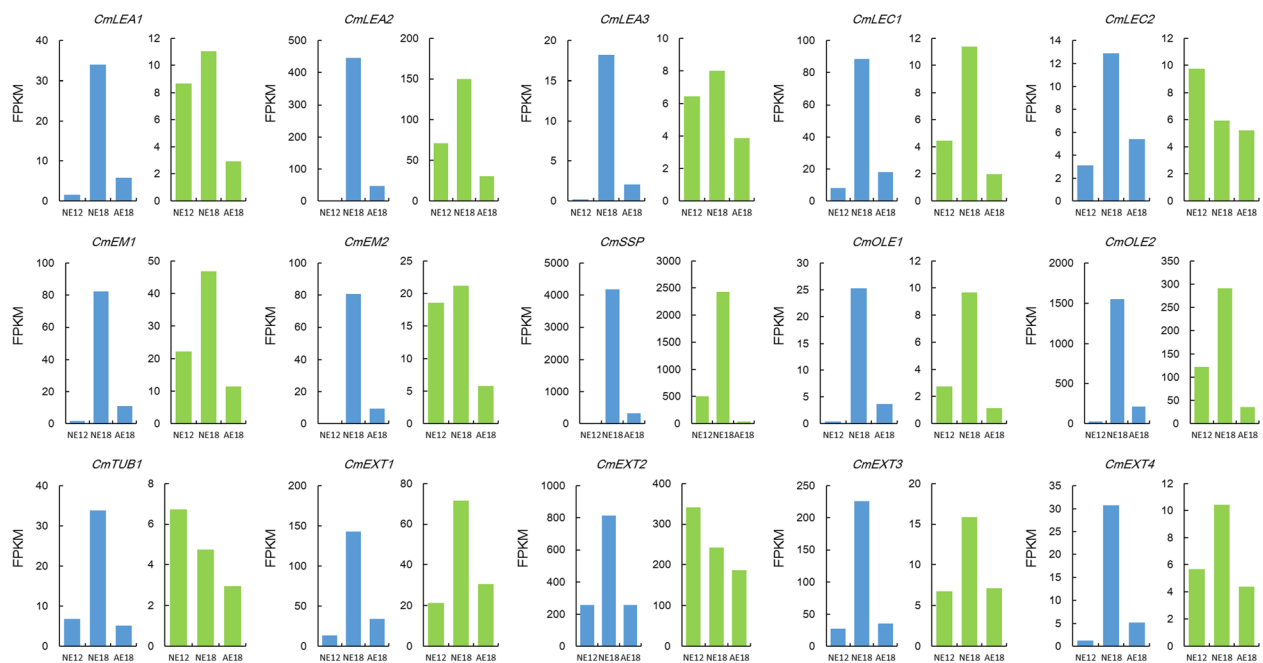 CmLEA1 CmLEA2 CmLEA3 CmLEC1 CmLEC2
FPKM 40 30 20 10 0 12 10 8 6 4 2 0 FPKM 500 400 300 200 100 0 200 150 100 50 0 FPKM 20 15 10 5 0 10 8 6 4 2 0 FPKM 100 80 60 40 20 0 12 10 8 6 4 2 0 FPKM 14 12 10 8 6 4 2 0 12 10 8 6 4 2 0
NE12 NE18 AE18 NE12 NE18 AE18 NE12 NE18 AE18 NE12 NE18 AE18 NE12 NE18 AE18 NE12 NE18 AE18 NE12 NE18 AE18 NE12 NE18 AE18 NE12 NE18 AE18 NE12 NE18 AE18
CmEM1 CmEM2 CmSSP CmOLE1 CmOLE2
FPKM 100 80 60 40 20 0 50 40 30 20 10 0 FPKM 100 80 60 40 20 0 25 20 15 10 5 0 FPKM 5000 4000 3000 2000 1000 0 3000 2500 2000 1500 1000 500 0 FPKM 30 25 20 15 10 5 0 12 10 8 6 4 2 0 FPKM 2000 1500 1000 500 0 350 300 250 200 150 100 50 0
NE12 NE18 AE18 NE12 NE18 AE18 NE12 NE18 AE18 NE12 NE18 AE18 NE12 NE18 AE18 NE12 NE18 AE18 NE12 NE18 AE18 NE12 NE18 AE18 NE12 NE18 AE18 NE12 NE18 AE18
CmTUB1 CmEXT1 CmEXT2 CmEXT3 CmEXT4
FPKM 40 30 20 10 0 8 6 4 2 0 FPKM 200 150 100 50 0 80 60 40 20 0 FPKM 1000 800 600 400 200 0 400 300 200 100 0 FPKM 250 200 150 100 50 0 20 15 10 5 0 FPKM 35 30 25 20 15 10 5 0 12 10 8 6 4 2 0
NE12 NE18 AE18 NE12 NE18 AE18 NE12 NE18 AE18 NE12 NE18 AE18 NE12 NE18 AE18 NE12 NE18 AE18 NE12 NE18 AE18 NE12 NE18 AE18 NE12 NE18 AE18 NE12 NE18 AE18